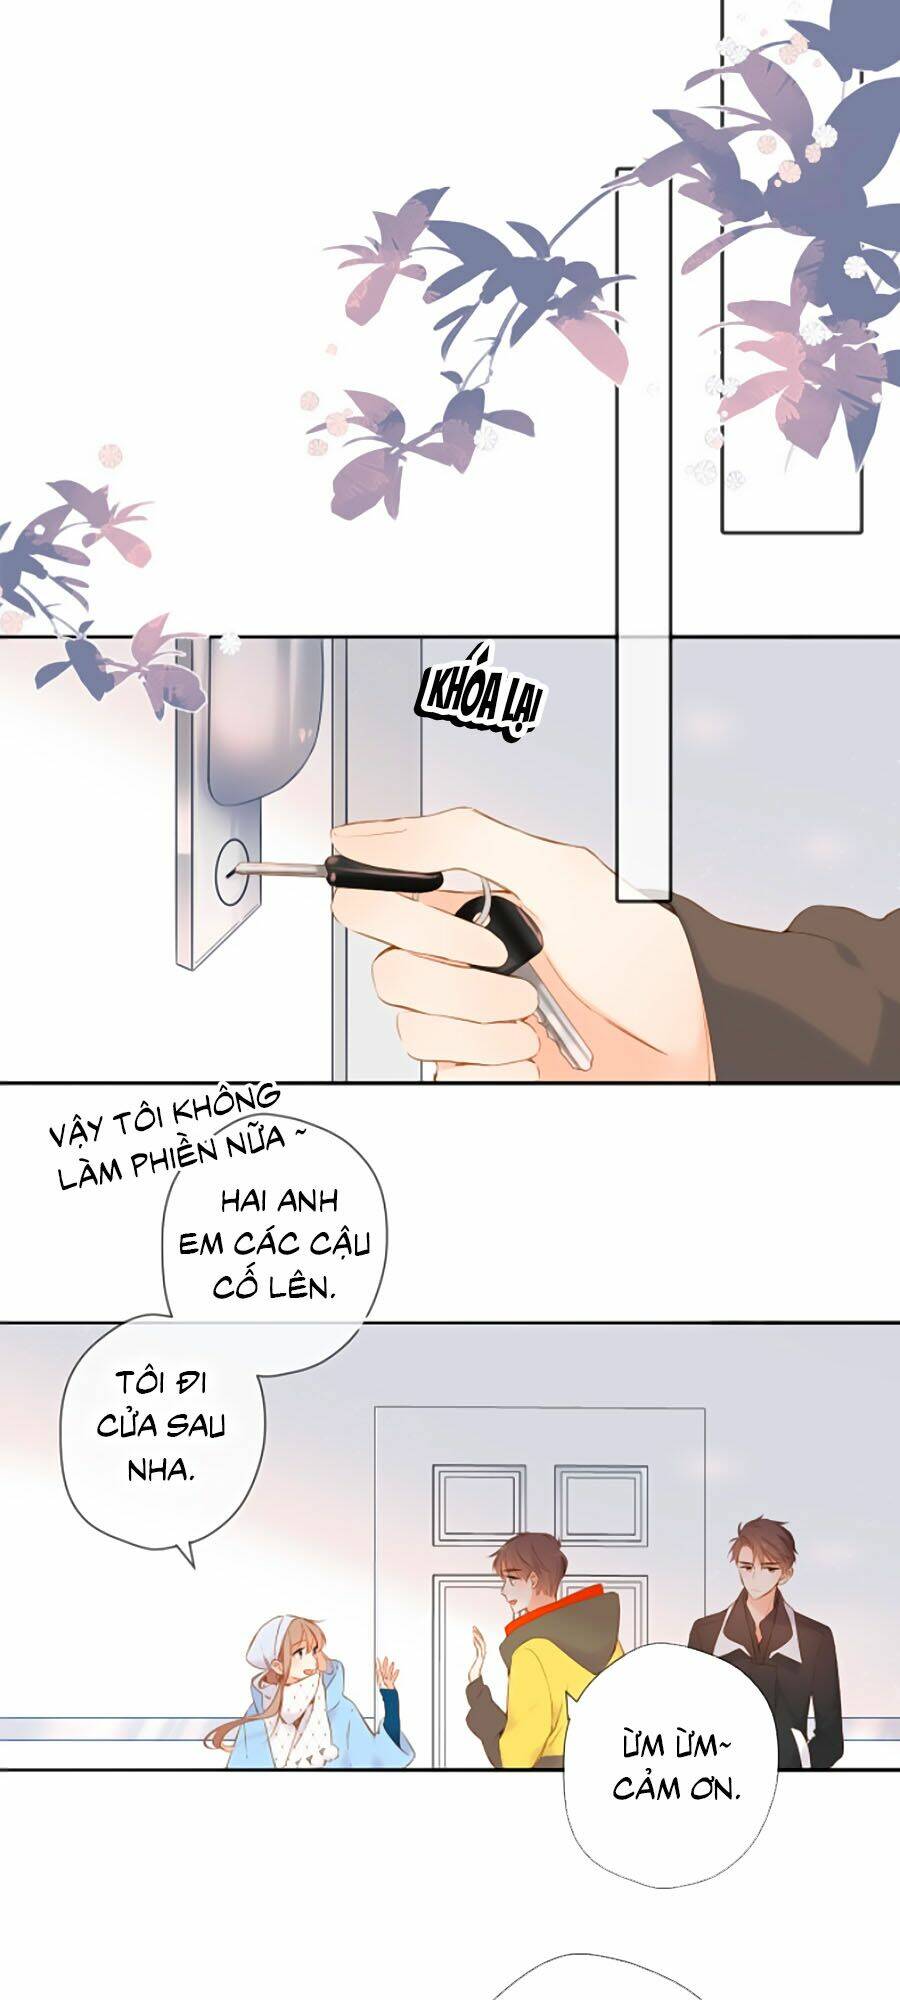 KHÓA LẠI
VẬY TÔI KHÔNG
LÀM PHIỀN NỮA ~
HAI ANH
EM CÁC CẬU
CỐ LÊN.
TÔI ĐI
CỬA SAU
NHA.
ỪM ỪM~
CẢM ƠN.